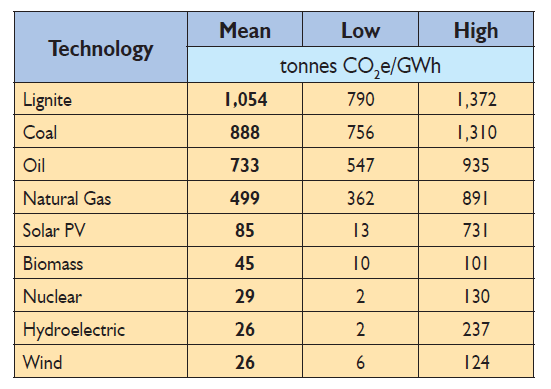 Technology Mean Low High
tonnes CO₂e/GWh
Lignite 1,054 790 1,372
Coal 888 756 1,310
Oil 733 547 935
Natural Gas 499 362 891
Solar PV 85 13 731
Biomass 45 10 101
Nuclear 29 2 130
Hydroelectric 26 2 237
Wind 26 6 124